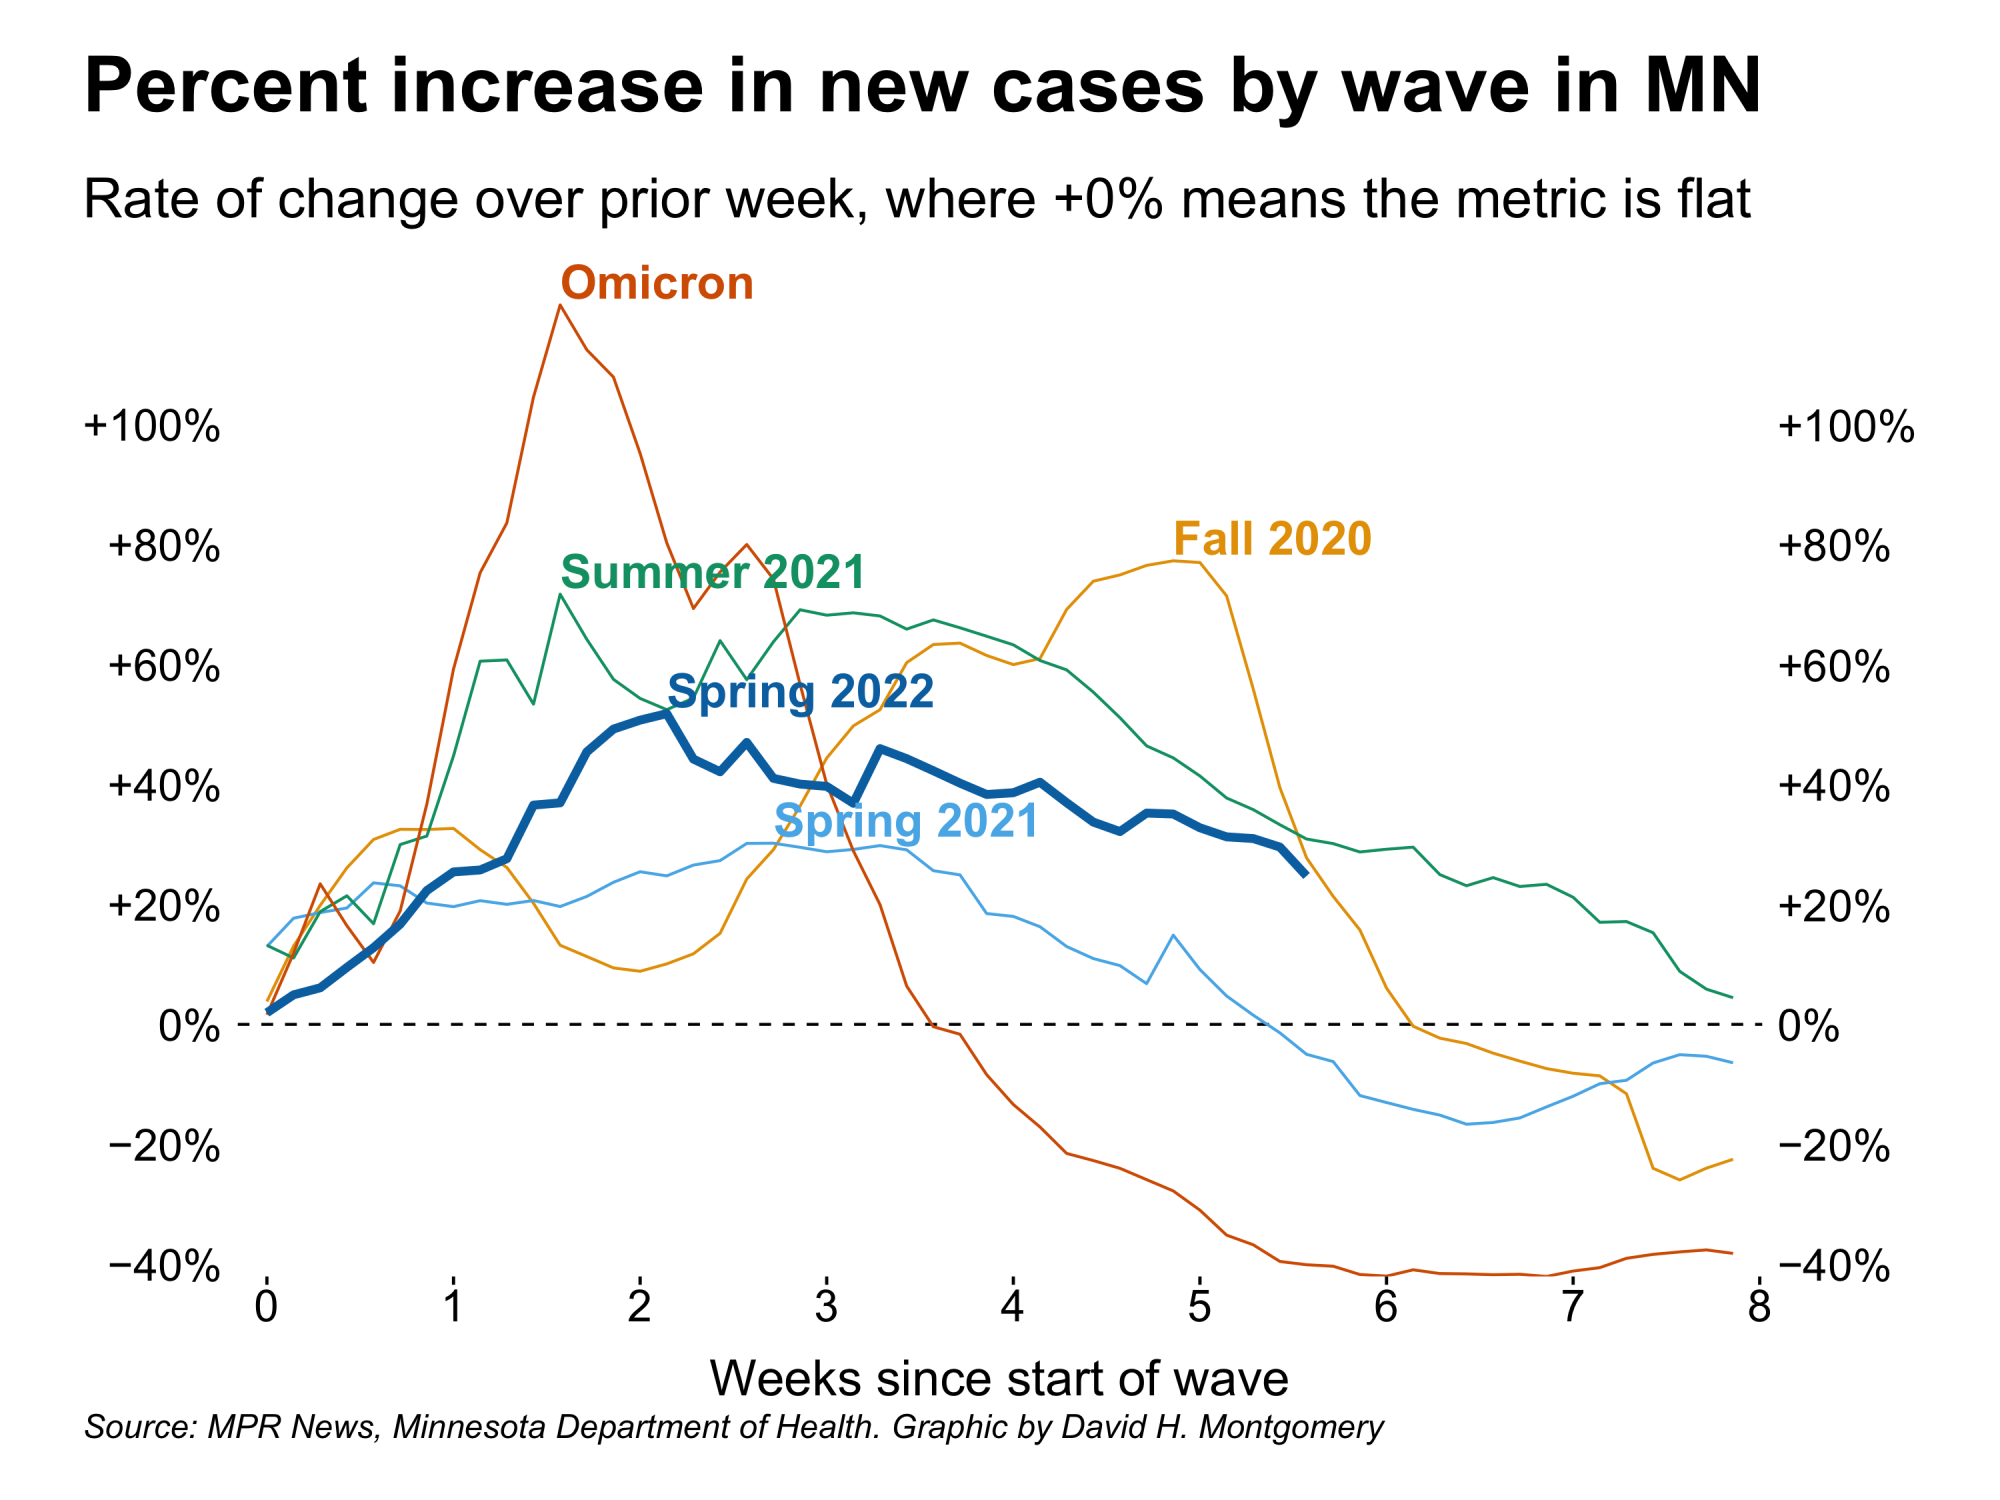 Percent increase in new cases by wave in MN
Rate of change over prior week, where +0% means the metric is flat
Omicron
+100% +100%
Fall 2020
+80% +80%
Summer 2021
+60% +60%
Spring 2022
+40% +40%
Spring 2021
+20% +20%
0% 0%
−20% −20%
−40% −40%
0 1 2 3 4 5 6 7 8
Weeks since start of wave
Source: MPR News, Minnesota Department of Health. Graphic by David H. Montgomery